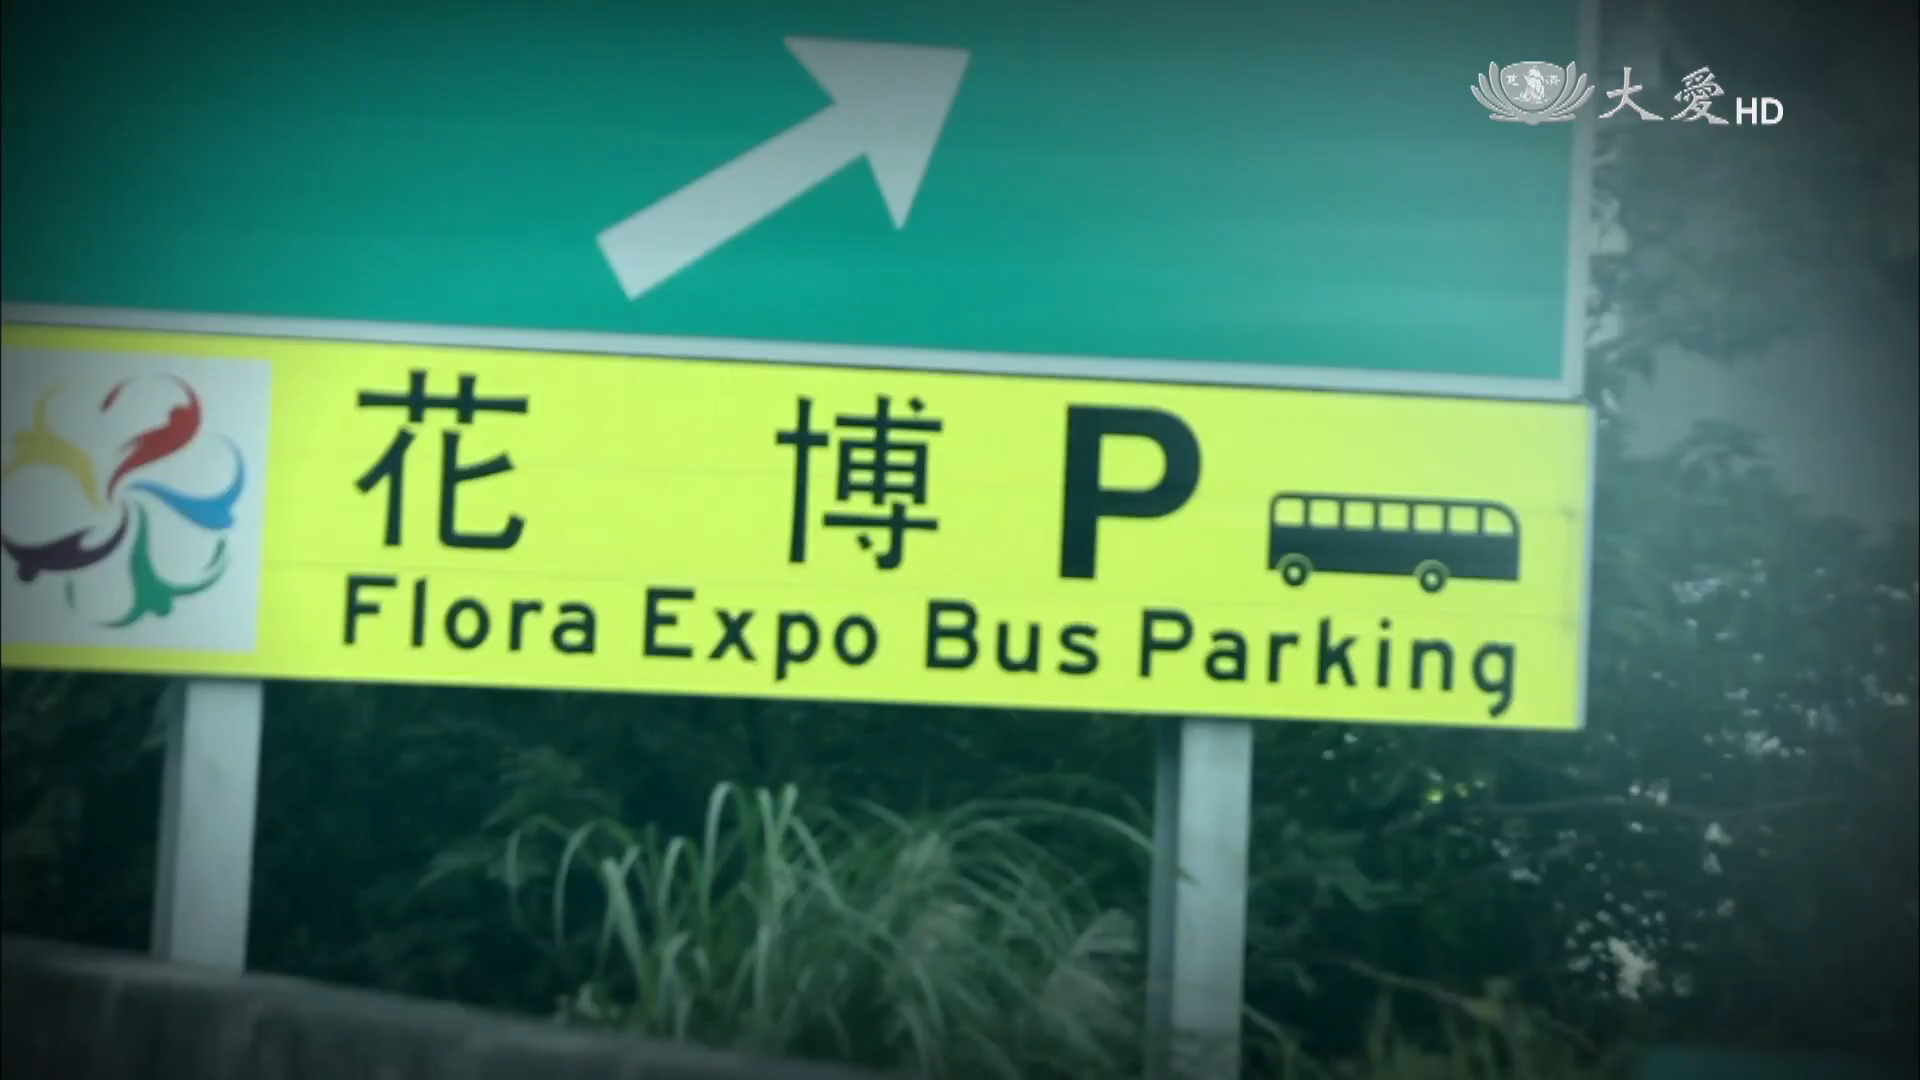 大愛HD
花 博 P
Flora Expo Bus Parking